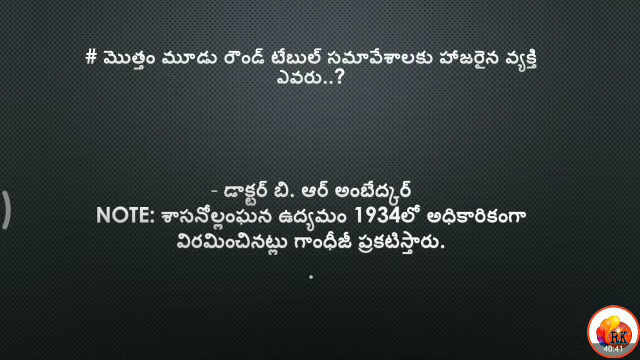 # మొత్తం మూడు రౌండ్ టేబుల్ సమావేశాలకు హాజరైన వ్యక్తి
ఎవరు..?
- డాక్టర్ బి. ఆర్ అంబేద్కర్
NOTE: శాసనోల్లంఘన ఉద్యమం 1934లో అధికారికంగా
విరమించినట్లు గాంధీజీ ప్రకటిస్తారు.
.
RK
40:41